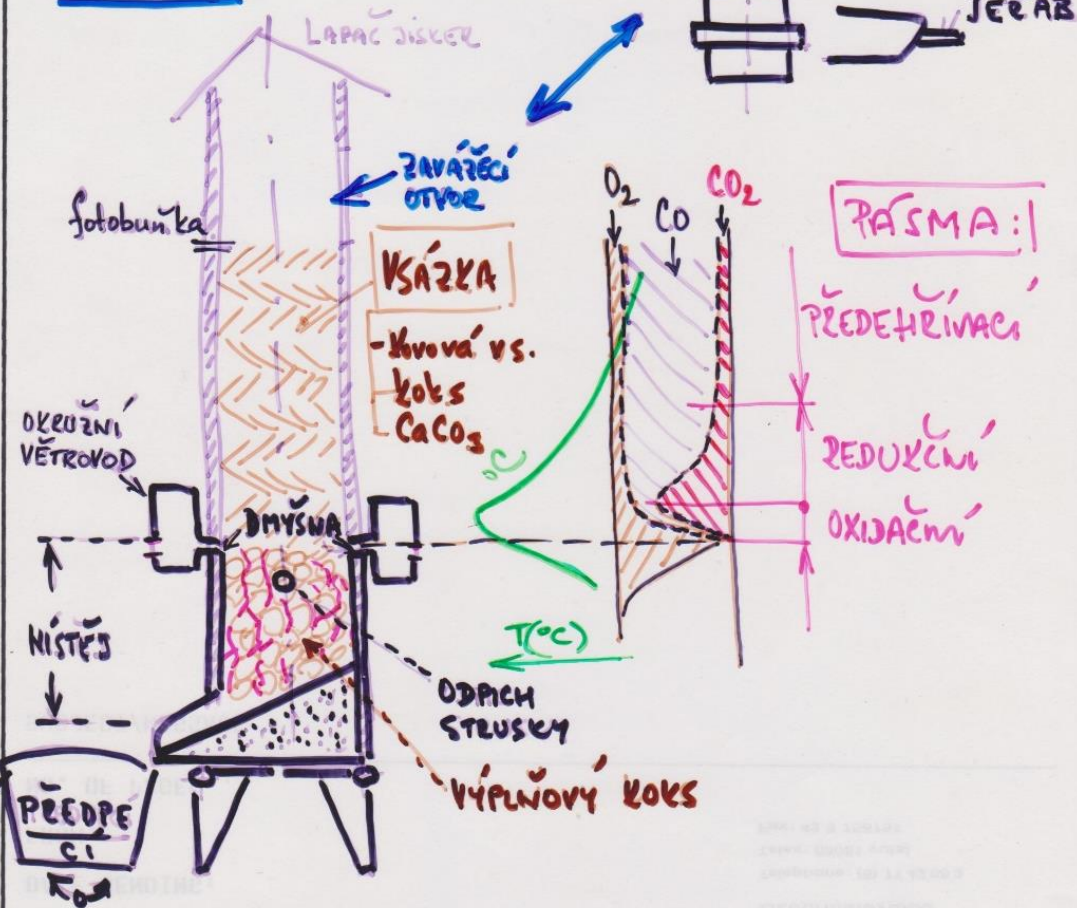 JEŘÁB
LAPAČ JISKER
ZAVÁŽECÍ
OTVOR
fotobuňka
O₂
CO
CO₂
PÁSMA:
VSÁZKA
PŘEDEHŘÍVACÍ
- Kovová vs.
- koks
- CaCO₃
OKRUŽNÍ
VĚTROVOD
°C
REDUKČNÍ
DMYŠNA
OXIDAČNÍ
NÍSTĚJ
T(°C)
ODPICH
STRUSKY
VÝPLŇOVÝ KOKS
PŘEDPE